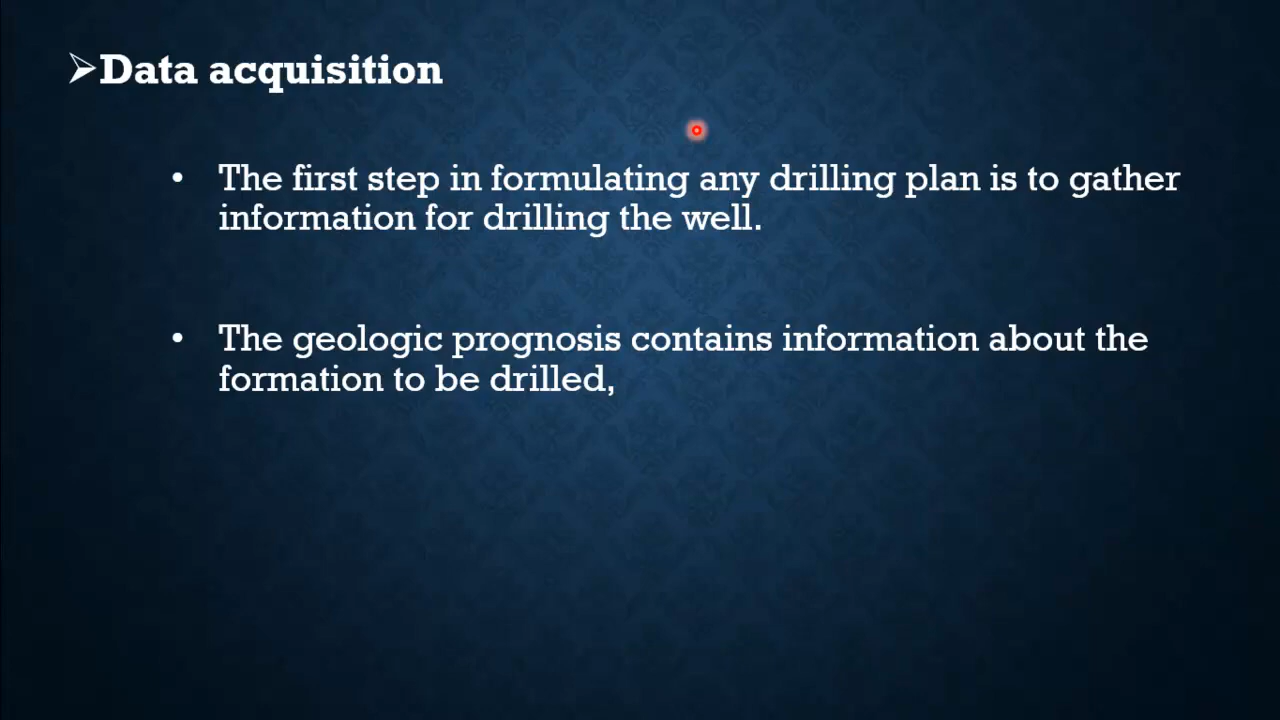 ➢Data acquisition
• The first step in formulating any drilling plan is to gather
information for drilling the well.
• The geologic prognosis contains information about the
formation to be drilled,